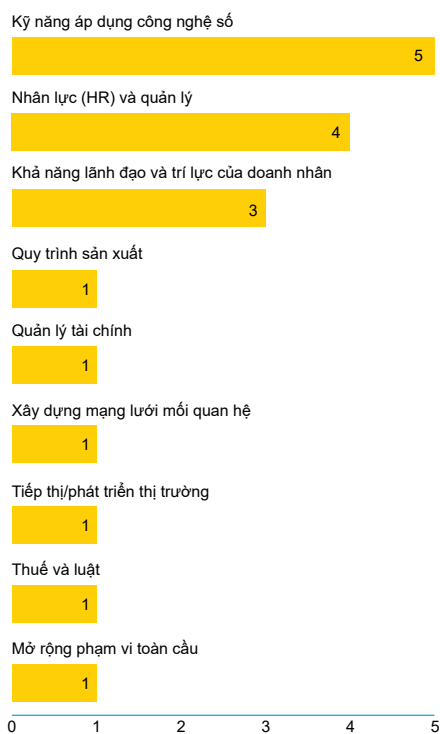 Kỹ năng áp dụng công nghệ số
5
Nhân lực (HR) và quản lý
4
Khả năng lãnh đạo và trí lực của doanh nhân
3
Quy trình sản xuất
1
Quản lý tài chính
1
Xây dựng mạng lưới mối quan hệ
1
Tiếp thị/phát triển thị trường
1
Thuế và luật
1
Mở rộng phạm vi toàn cầu
1
0 1 2 3 4 5